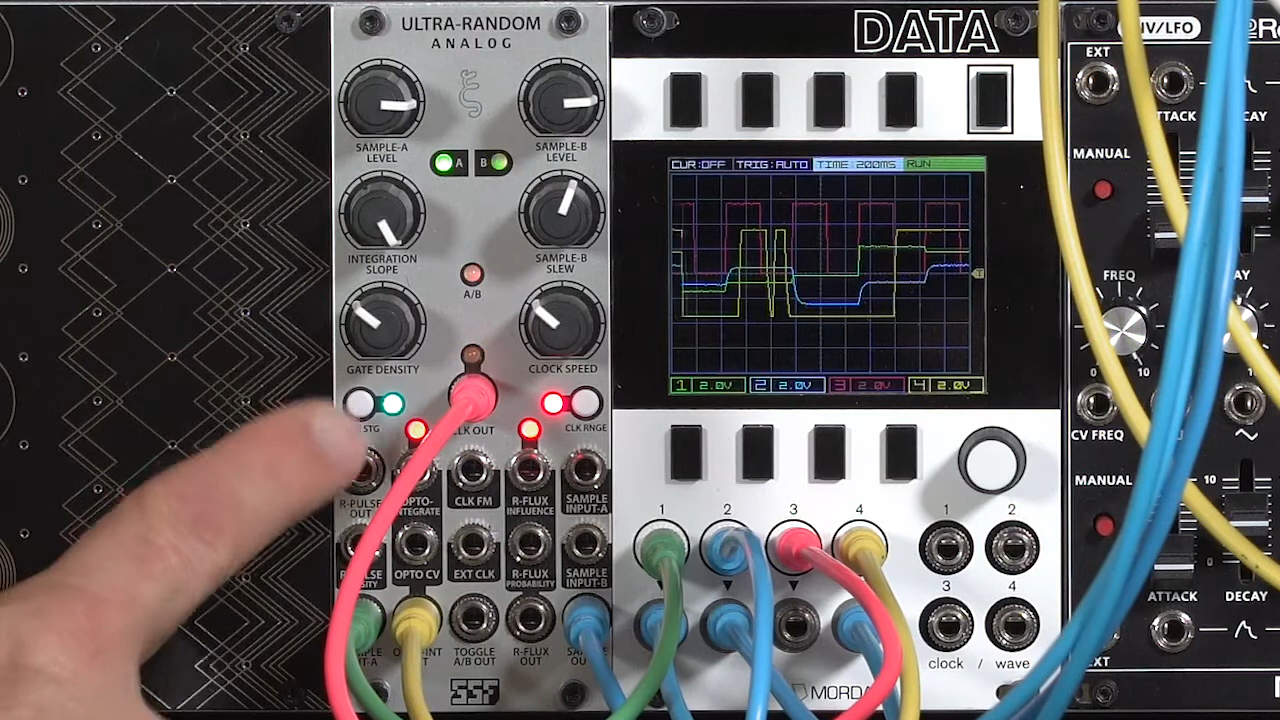 ULTRA-RANDOM
ANALOG
SAMPLE-A
LEVEL
SAMPLE-B
LEVEL
A
B
INTEGRATION
SLOPE
SAMPLE-B
SLEW
A/B
GATE DENSITY
CLOCK SPEED
STG
CLK OUT
CLK RNGE
R-PULSE
OUT
OPTO-
INTEGRATE
CLK FM
R-FLUX
INFLUENCE
SAMPLE
INPUT-A
OPTO CV
EXT CLK
R-FLUX
PROBABILITY
SAMPLE
INPUT-B
TOGGLE
A/B OUT
R-FLUX
OUT
SSF
DATA
CUR:OFF
TRIG:AUTO
TIME:200MS
RUN
T
1 2.0V
2 2.0V
3 2.0V
4 2.0V
1
2
3
4
1
2
3
4
clock / wave
/LFO
EXT
MANUAL
FREQ
0
10
CV FREQ
MANUAL
10
0
ATTACK
DECAY